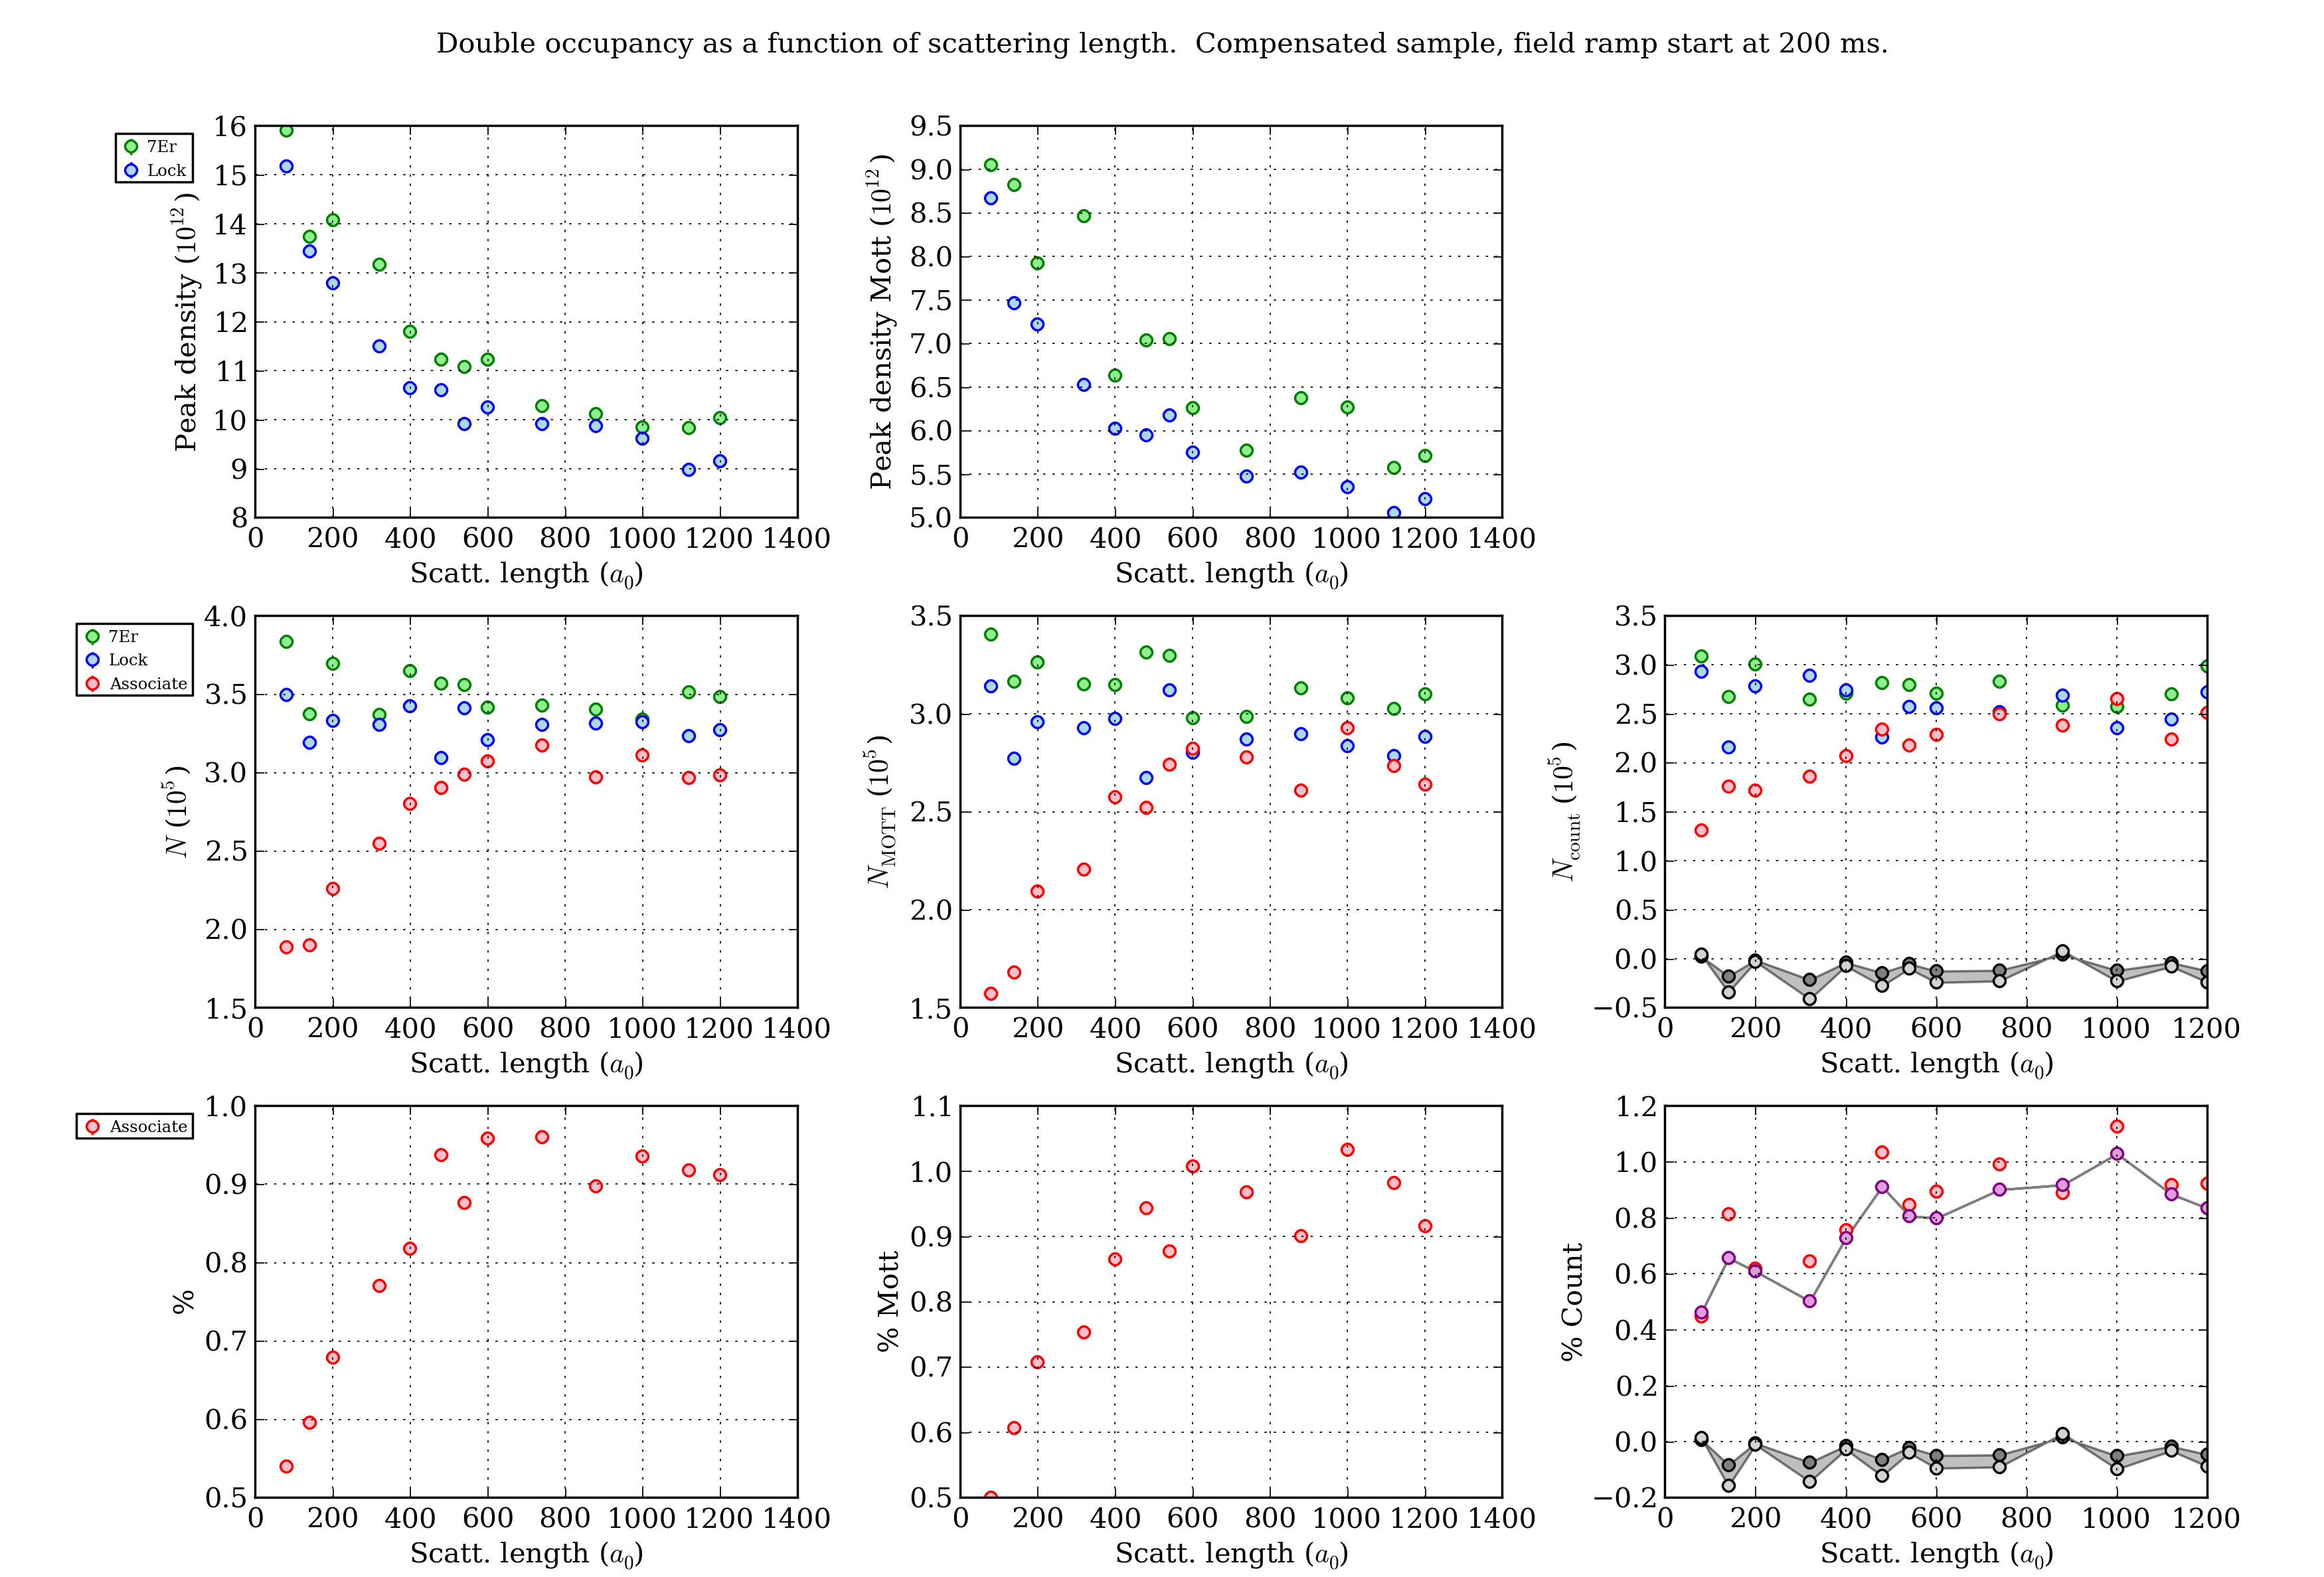 Double occupancy as a function of scattering length.  Compensated sample, field ramp start at 200 ms.
7Er
Lock
Peak density (10^12)
16
15
14
13
12
11
10
9
8
0 200 400 600 800 1000 1200 1400
Scatt. length (a_0)
Peak density Mott (10^12)
9.5
9.0
8.5
8.0
7.5
7.0
6.5
6.0
5.5
5.0
0 200 400 600 800 1000 1200 1400
Scatt. length (a_0)
7Er
Lock
Associate
N (10^5)
4.0
3.5
3.0
2.5
2.0
1.5
0 200 400 600 800 1000 1200 1400
Scatt. length (a_0)
N_MOTT (10^5)
3.5
3.0
2.5
2.0
1.5
0 200 400 600 800 1000 1200 1400
Scatt. length (a_0)
N_count (10^5)
3.5
3.0
2.5
2.0
1.5
1.0
0.5
0.0
−0.5
0 200 400 600 800 1000 1200
Scatt. length (a_0)
Associate
%
1.0
0.9
0.8
0.7
0.6
0.5
0 200 400 600 800 1000 1200 1400
Scatt. length (a_0)
% Mott
1.1
1.0
0.9
0.8
0.7
0.6
0.5
0 200 400 600 800 1000 1200 1400
Scatt. length (a_0)
% Count
1.2
1.0
0.8
0.6
0.4
0.2
0.0
−0.2
0 200 400 600 800 1000 1200
Scatt. length (a_0)